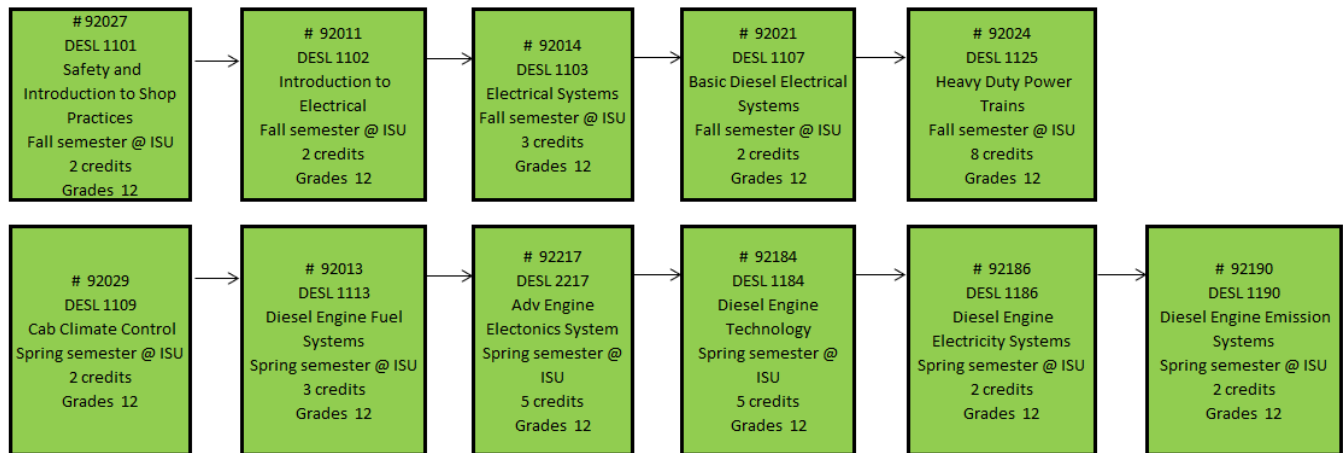 # 92027
DESL 1101
Safety and
Introduction to Shop
Practices
Fall semester @ ISU
2 credits
Grades 12
# 92011
DESL 1102
Introduction to
Electrical
Fall semester @ ISU
2 credits
Grades 12
# 92014
DESL 1103
Electrical Systems
Fall semester @ ISU
3 credits
Grades 12
# 92021
DESL 1107
Basic Diesel Electrical
Systems
Fall semester @ ISU
2 credits
Grades 12
# 92024
DESL 1125
Heavy Duty Power
Trains
Fall semester @ ISU
8 credits
Grades 12
# 92029
DESL 1109
Cab Climate Control
Spring semester @ ISU
2 credits
Grades 12
# 92013
DESL 1113
Diesel Engine Fuel
Systems
Spring semester @ ISU
3 credits
Grades 12
# 92217
DESL 2217
Adv Engine
Electonics System
Spring semester @
ISU
5 credits
Grades 12
# 92184
DESL 1184
Diesel Engine
Technology
Spring semester @
ISU
5 credits
Grades 12
# 92186
DESL 1186
Diesel Engine
Electricity Systems
Spring semester @ ISU
2 credits
Grades 12
# 92190
DESL 1190
Diesel Engine Emission
Systems
Spring semester @ ISU
2 credits
Grades 12